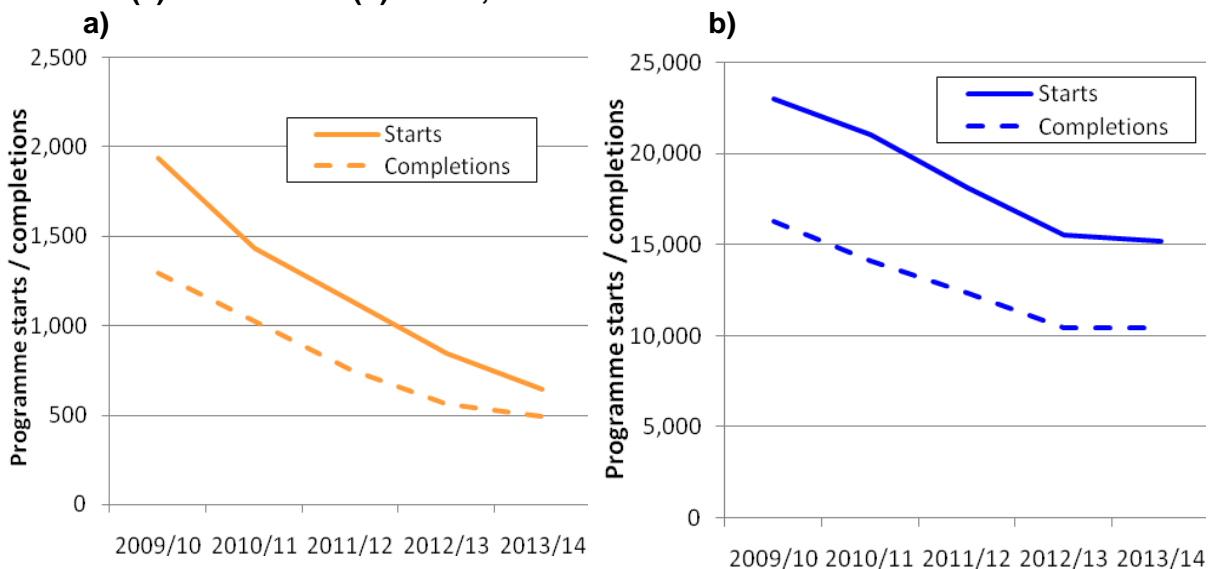 a)
b)
2,500
2,000
1,500
1,000
500
0
Programme starts / completions
Starts
Completions
2009/10 2010/11 2011/12 2012/13 2013/14
25,000
20,000
15,000
10,000
5,000
0
Programme starts / completions
Starts
Completions
2009/10 2010/11 2011/12 2012/13 2013/14